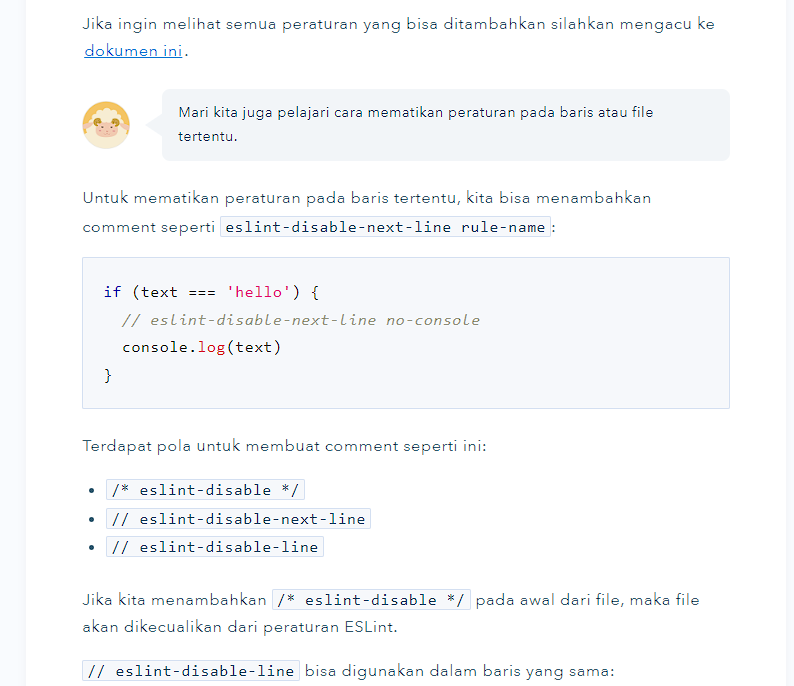 Jika ingin melihat semua peraturan yang bisa ditambahkan silahkan mengacu ke
dokumen ini.
Mari kita juga pelajari cara mematikan peraturan pada baris atau file
tertentu.
Untuk mematikan peraturan pada baris tertentu, kita bisa menambahkan
comment seperti eslint-disable-next-line rule-name:
if (text === 'hello') {
  // eslint-disable-next-line no-console
  console.log(text)
}
Terdapat pola untuk membuat comment seperti ini:
• /* eslint-disable */
• // eslint-disable-next-line
• // eslint-disable-line
Jika kita menambahkan /* eslint-disable */ pada awal dari file, maka file
akan dikecualikan dari peraturan ESLint.
// eslint-disable-line bisa digunakan dalam baris yang sama: